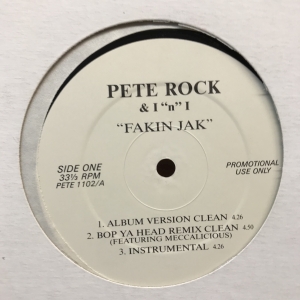 PETE ROCK
& I "n" I
"FAKIN JAK"
SIDE ONE
33⅓ RPM
PETE 1102/A
PROMOTIONAL
USE ONLY
1. ALBUM VERSION CLEAN 4.26
2. BOP YA HEAD REMIX CLEAN 4.50
(FEATURING MECCALICIOUS)
3. INSTRUMENTAL 4.26